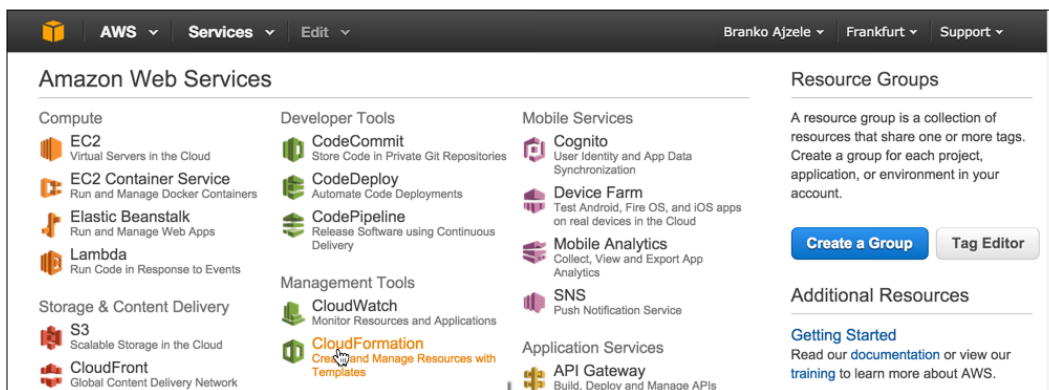 AWS Services Edit Branko Ajzele Frankfurt Support
Amazon Web Services
Compute
EC2
Virtual Servers in the Cloud
EC2 Container Service
Run and Manage Docker Containers
Elastic Beanstalk
Run and Manage Web Apps
Lambda
Run Code in Response to Events
Storage & Content Delivery
S3
Scalable Storage in the Cloud
CloudFront
Global Content Delivery Network
Developer Tools
CodeCommit
Store Code in Private Git Repositories
CodeDeploy
Automate Code Deployments
CodePipeline
Release Software using Continuous
Delivery
Management Tools
CloudWatch
Monitor Resources and Applications
CloudFormation
Create and Manage Resources with
Templates
Mobile Services
Cognito
User Identity and App Data
Synchronization
Device Farm
Test Android, Fire OS, and iOS apps
on real devices in the Cloud
Mobile Analytics
Collect, View and Export App
Analytics
SNS
Push Notification Service
Application Services
API Gateway
Build, Deploy and Manage APIs
Resource Groups
A resource group is a collection of
resources that share one or more tags.
Create a group for each project,
application, or environment in your
account.
Create a Group Tag Editor
Additional Resources
Getting Started
Read our documentation or view our
training to learn more about AWS.